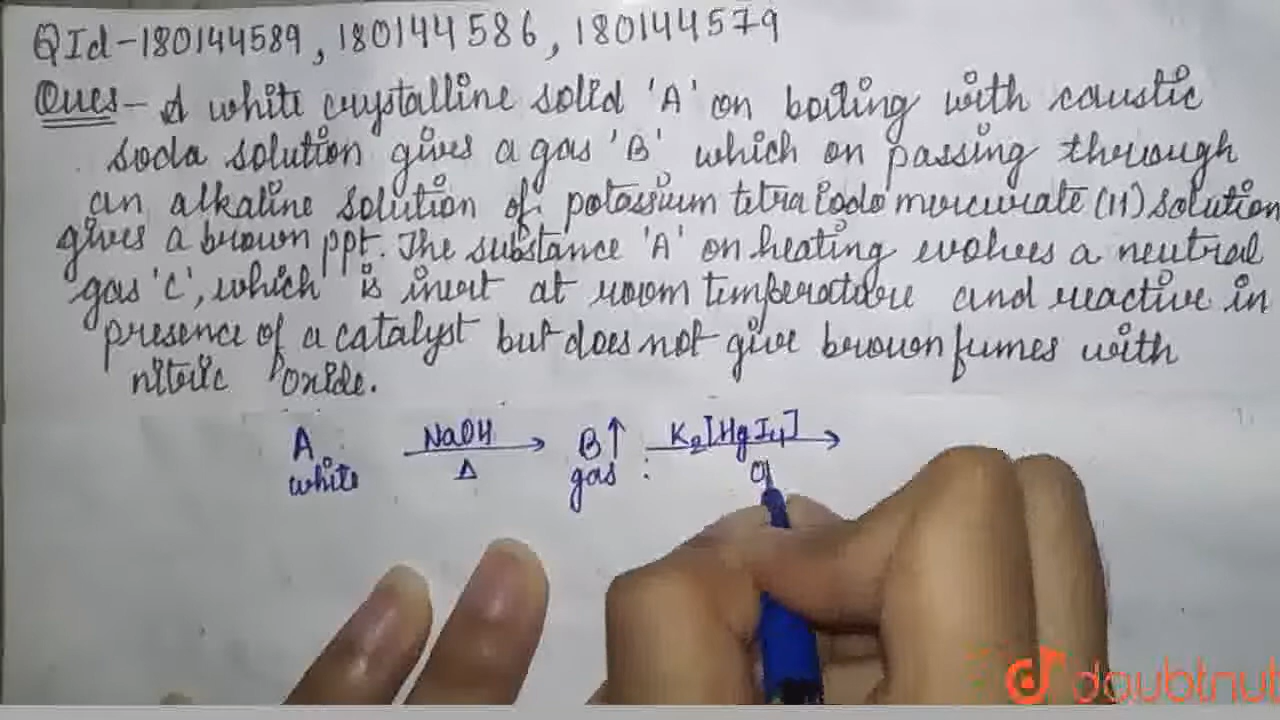 QId-180144589, 180144586, 180144579
Ques- A white crystalline solid 'A' on boiling with caustic
soda solution gives a gas 'B' which on passing through
an alkaline solution of potassium tetraiodo mercurate (II) solution
gives a brown ppt. The substance 'A' on heating evolves a neutral
gas 'C', which is inert at room temperature and reactive in
presence of a catalyst but does not give brown fumes with
nitric oxide.
A NaOH B↑ K₂[HgI₄]
white Δ gas :
doubtnut